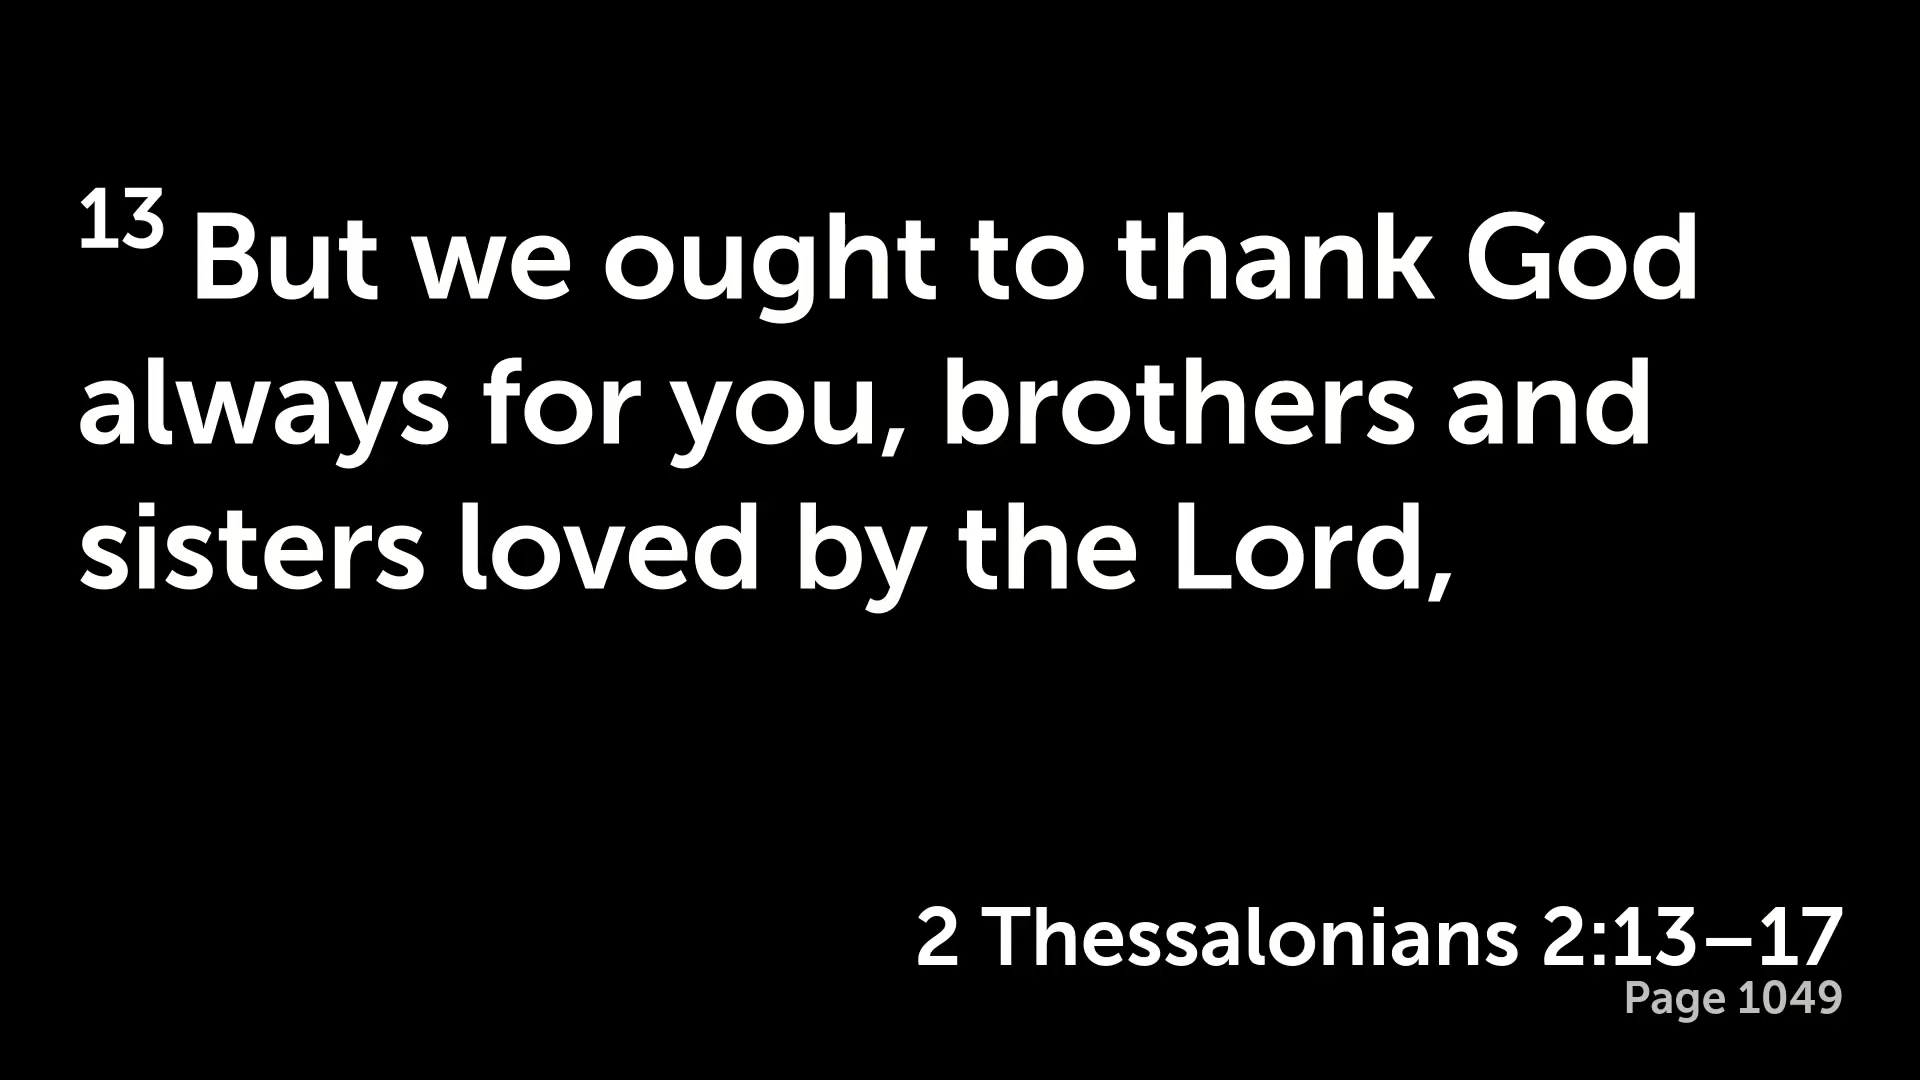 13 But we ought to thank God
always for you, brothers and
sisters loved by the Lord,
2 Thessalonians 2:13–17
Page 1049